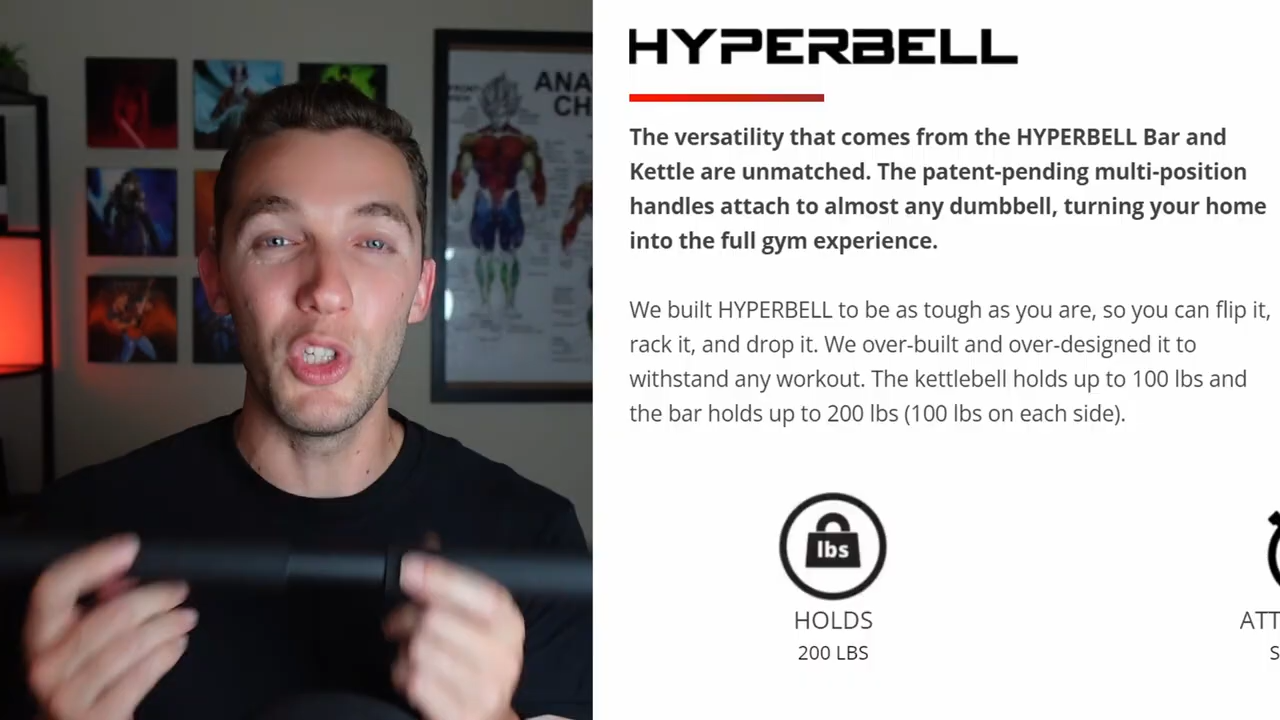 ANA
CH
HYPERBELL
The versatility that comes from the HYPERBELL Bar and
Kettle are unmatched. The patent-pending multi-position
handles attach to almost any dumbbell, turning your home
into the full gym experience.
We built HYPERBELL to be as tough as you are, so you can flip it,
rack it, and drop it. We over-built and over-designed it to
withstand any workout. The kettlebell holds up to 100 lbs and
the bar holds up to 200 lbs (100 lbs on each side).
lbs
HOLDS
200 LBS
ATT
S